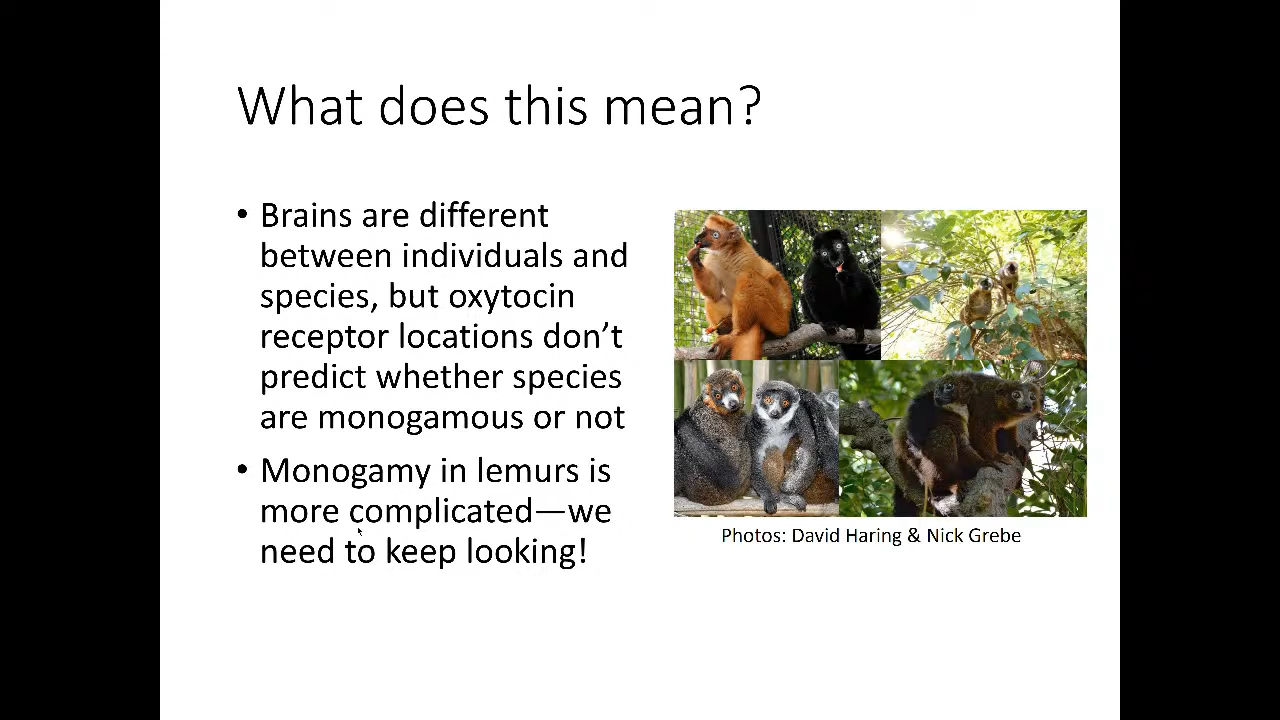 What does this mean?
• Brains are different
between individuals and
species, but oxytocin
receptor locations don’t
predict whether species
are monogamous or not
• Monogamy in lemurs is
more complicated—we
need to keep looking!
Photos: David Haring & Nick Grebe